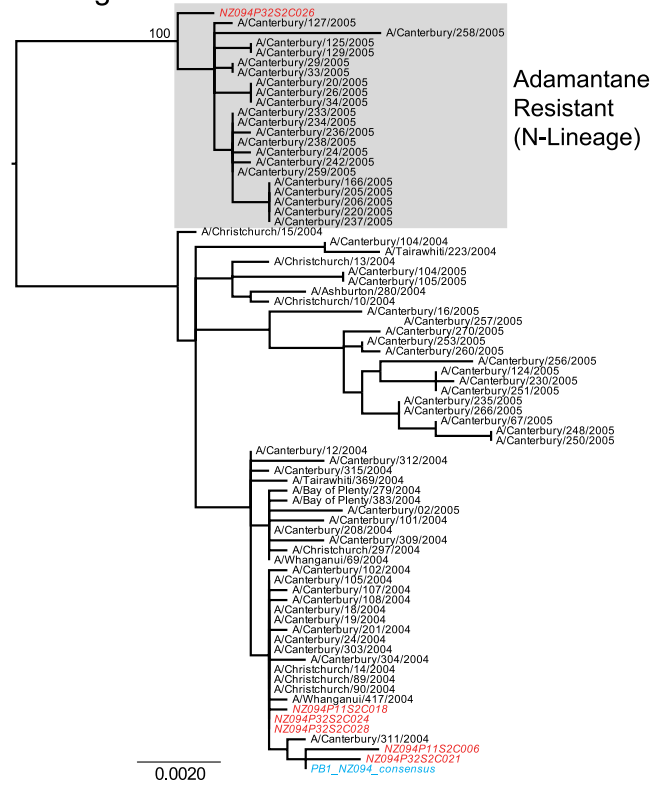 NZ094P32S2C026
A/Canterbury/127/2005
100
A/Canterbury/258/2005
A/Canterbury/125/2005
A/Canterbury/129/2005
A/Canterbury/29/2005
A/Canterbury/33/2005
A/Canterbury/20/2005
A/Canterbury/26/2005
A/Canterbury/34/2005
A/Canterbury/233/2005
A/Canterbury/234/2005
A/Canterbury/236/2005
A/Canterbury/238/2005
A/Canterbury/24/2005
A/Canterbury/242/2005
A/Canterbury/259/2005
A/Canterbury/166/2005
A/Canterbury/205/2005
A/Canterbury/206/2005
A/Canterbury/220/2005
A/Canterbury/237/2005
Adamantane
Resistant
(N-Lineage)
A/Christchurch/15/2004
A/Canterbury/104/2004
A/Tairawhiti/223/2004
A/Christchurch/13/2004
A/Canterbury/104/2005
A/Canterbury/105/2005
A/Ashburton/280/2004
A/Christchurch/10/2004
A/Canterbury/16/2005
A/Canterbury/257/2005
A/Canterbury/270/2005
A/Canterbury/253/2005
A/Canterbury/260/2005
A/Canterbury/256/2005
A/Canterbury/124/2005
A/Canterbury/230/2005
A/Canterbury/251/2005
A/Canterbury/235/2005
A/Canterbury/266/2005
A/Canterbury/67/2005
A/Canterbury/248/2005
A/Canterbury/250/2005
A/Canterbury/12/2004
A/Canterbury/312/2004
A/Canterbury/315/2004
A/Tairawhiti/369/2004
A/Bay of Plenty/279/2004
A/Bay of Plenty/383/2004
A/Canterbury/02/2005
A/Canterbury/101/2004
A/Canterbury/208/2004
A/Canterbury/309/2004
A/Christchurch/297/2004
A/Whanganui/69/2004
A/Canterbury/102/2004
A/Canterbury/105/2004
A/Canterbury/107/2004
A/Canterbury/108/2004
A/Canterbury/18/2004
A/Canterbury/19/2004
A/Canterbury/201/2004
A/Canterbury/24/2004
A/Canterbury/303/2004
A/Canterbury/304/2004
A/Christchurch/14/2004
A/Christchurch/89/2004
A/Christchurch/90/2004
A/Whanganui/417/2004
NZ094P11S2C018
NZ094P32S2C024
NZ094P32S2C028
A/Canterbury/311/2004
NZ094P11S2C006
NZ094P32S2C021
PB1_NZ094_consensus
0.0020